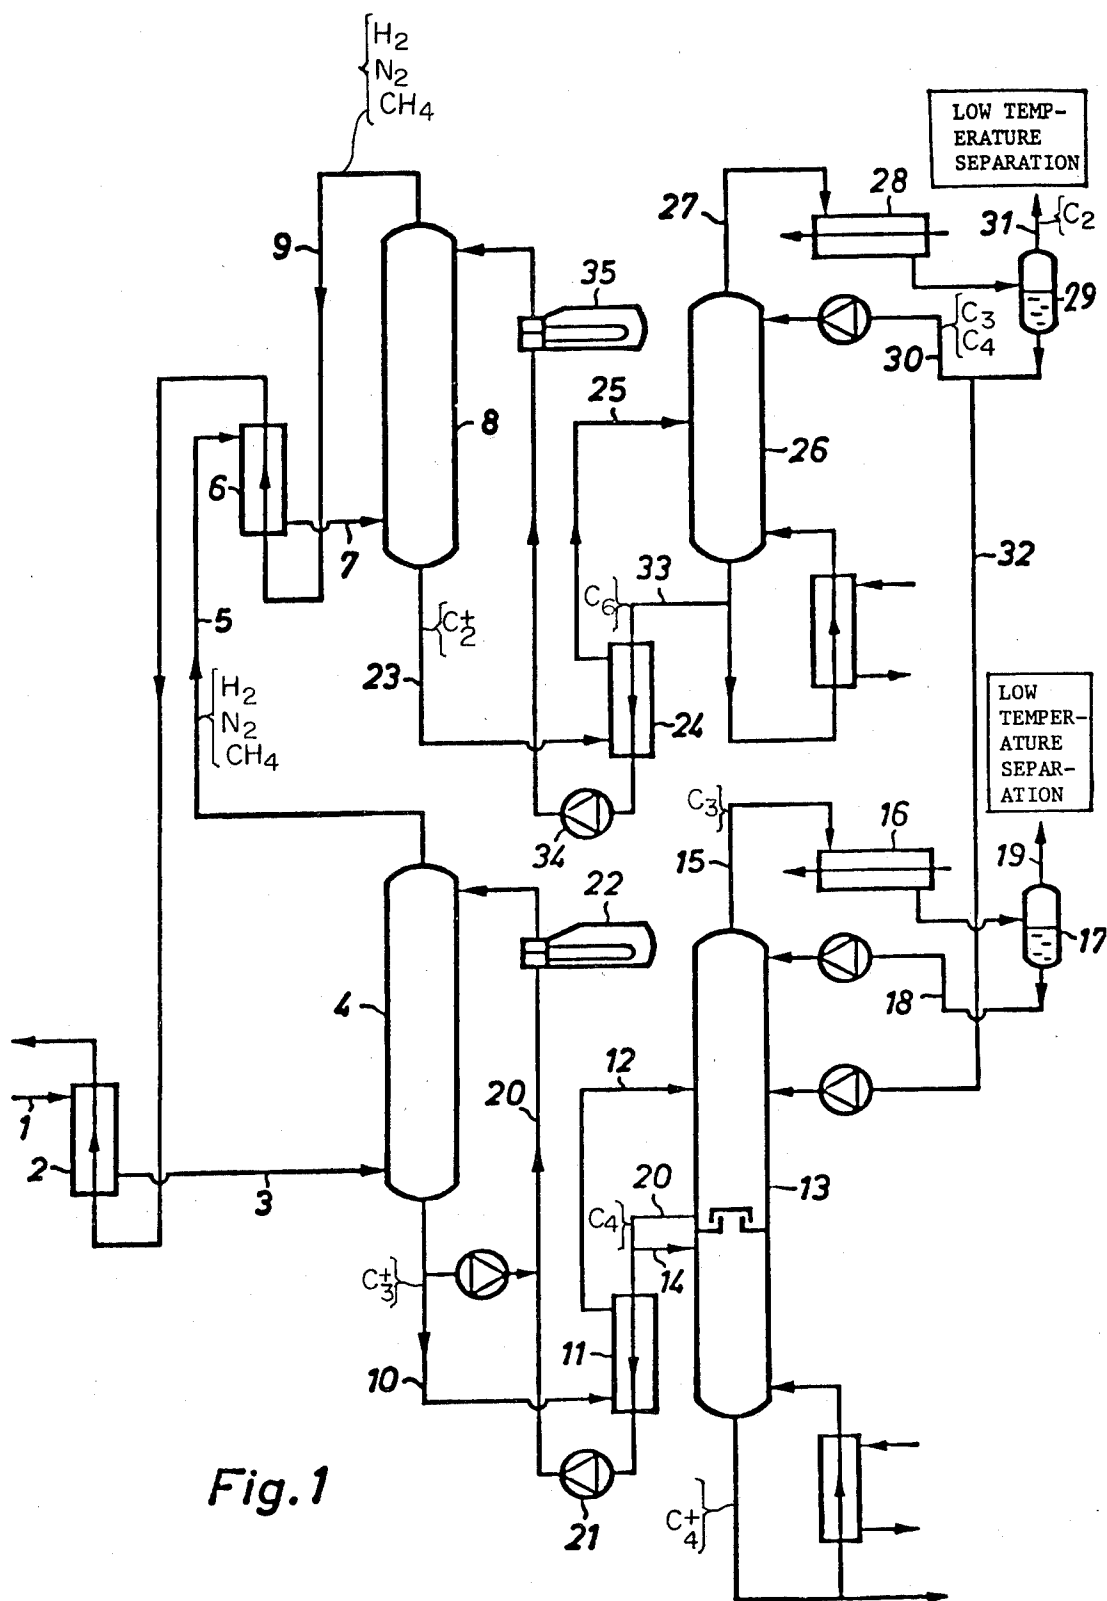 H2
N2
CH4
LOW TEMP-
ERATURE
SEPARATION
28
27
31
C2
9
35
29
C3
C4
30
25
8
26
6
7
32
33
C6
5
C2+
23
H2
N2
CH4
24
LOW
TEMPER-
ATURE
SEPAR-
ATION
C3
34
16
15
19
22
17
4
18
12
20
1
2
3
13
20
C4
14
C3+
11
10
Fig.1
21
C4+